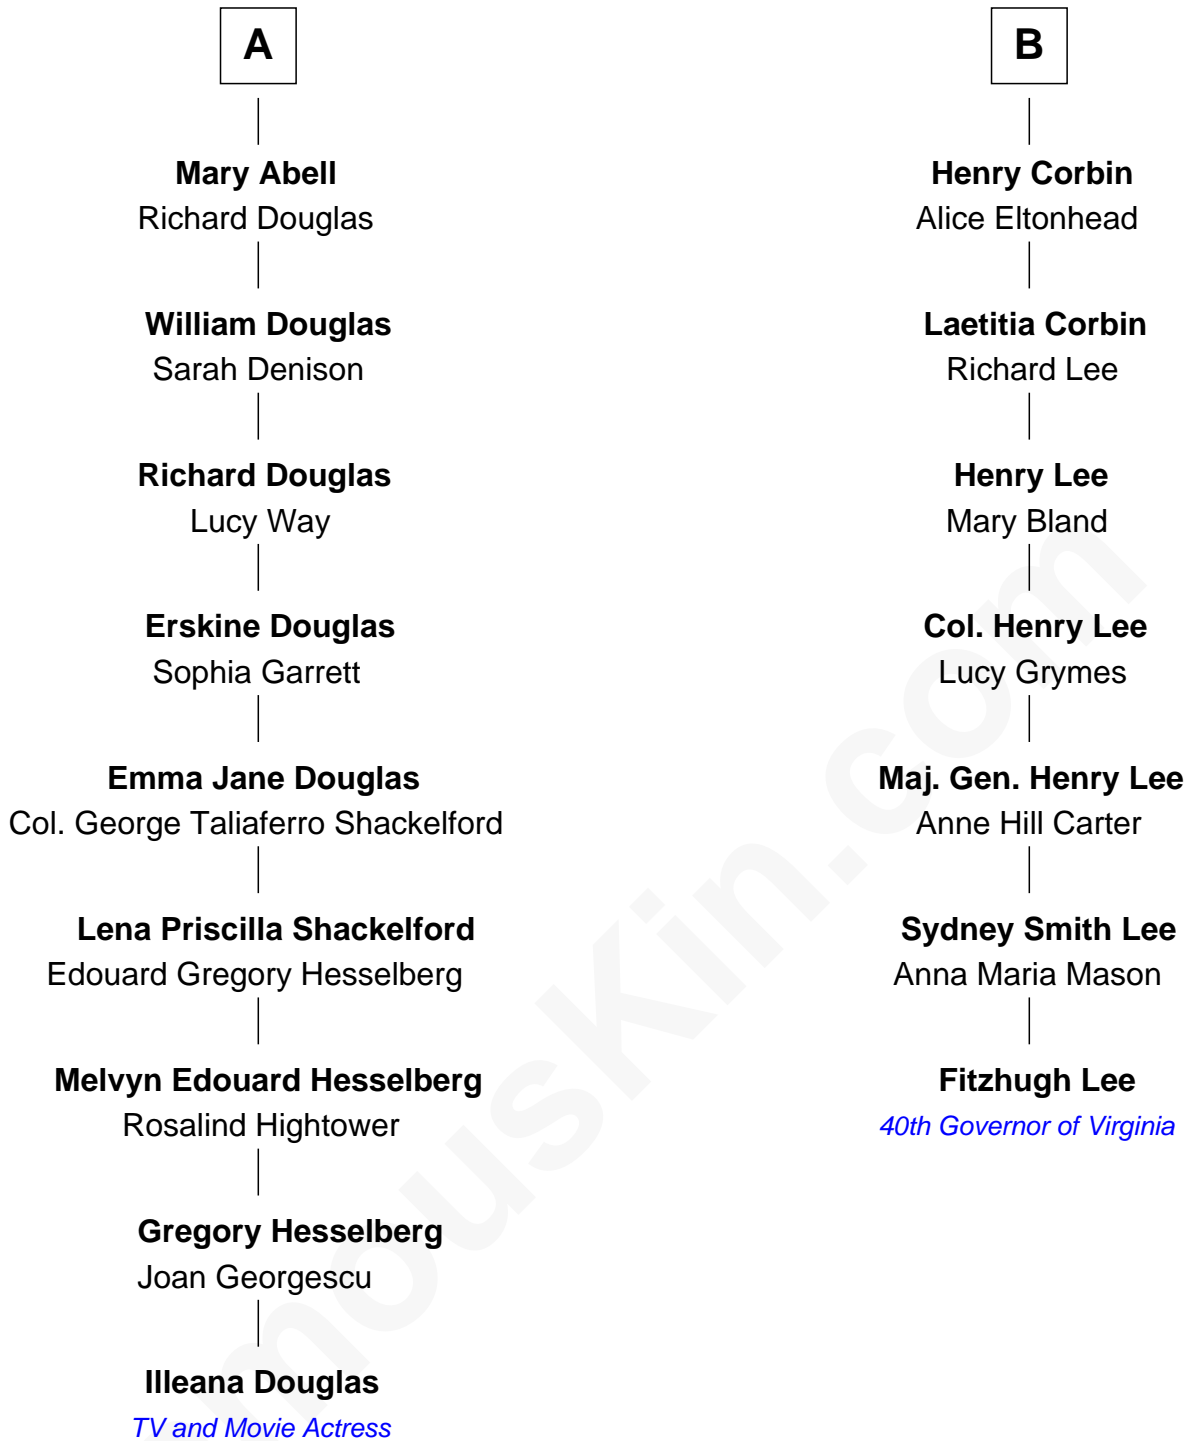 A
Mary Abell
Richard Douglas
William Douglas
Sarah Denison
Richard Douglas
Lucy Way
Erskine Douglas
Sophia Garrett
Emma Jane Douglas
Col. George Taliaferro Shackelford
Lena Priscilla Shackelford
Edouard Gregory Hesselberg
Melvyn Edouard Hesselberg
Rosalind Hightower
Gregory Hesselberg
Joan Georgescu
Illeana Douglas
TV and Movie Actress
B
Henry Corbin
Alice Eltonhead
Laetitia Corbin
Richard Lee
Henry Lee
Mary Bland
Col. Henry Lee
Lucy Grymes
Maj. Gen. Henry Lee
Anne Hill Carter
Sydney Smith Lee
Anna Maria Mason
Fitzhugh Lee
40th Governor of Virginia
mousKin.com